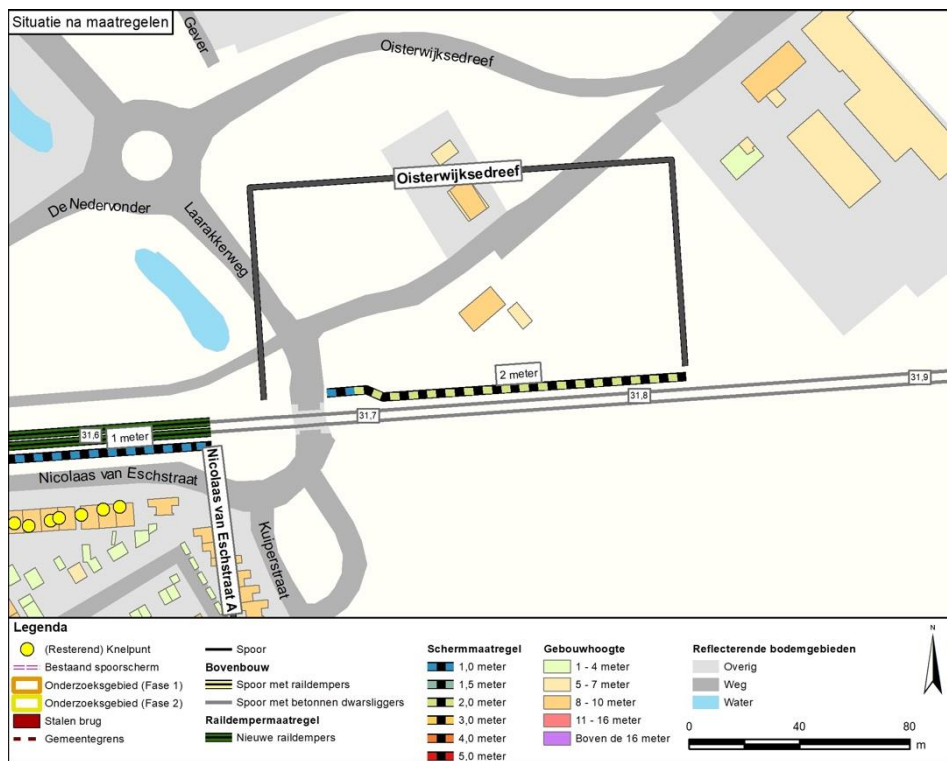 Situatie na maatregelen
Gever
Oisterwijksedreef
Oisterwijksedreef
De Nedervonder
Laarakkerweg
2 meter
31,9
31,8
31,7
31,6
1 meter
Nicolaas van Eschstraat
Nicolaas van Eschstraat A
Kuiperstraat
Legenda
(Resterend) Knelpunt
Bestaand spoorscherm
Onderzoeksgebied (Fase 1)
Onderzoeksgebied (Fase 2)
Stalen brug
Gemeentegrens
Spoor
Bovenbouw
Spoor met raildempers
Spoor met betonnen dwarsliggers
Raildempermaatregel
Nieuwe raildempers
Schermmaatregel
1,0 meter
1,5 meter
2,0 meter
3,0 meter
4,0 meter
5,0 meter
Gebouwhoogte
1 - 4 meter
5 - 7 meter
8 - 10 meter
11 - 16 meter
Boven de 16 meter
Reflecterende bodemgebieden
Overig
Weg
Water
N
0 40 80
m